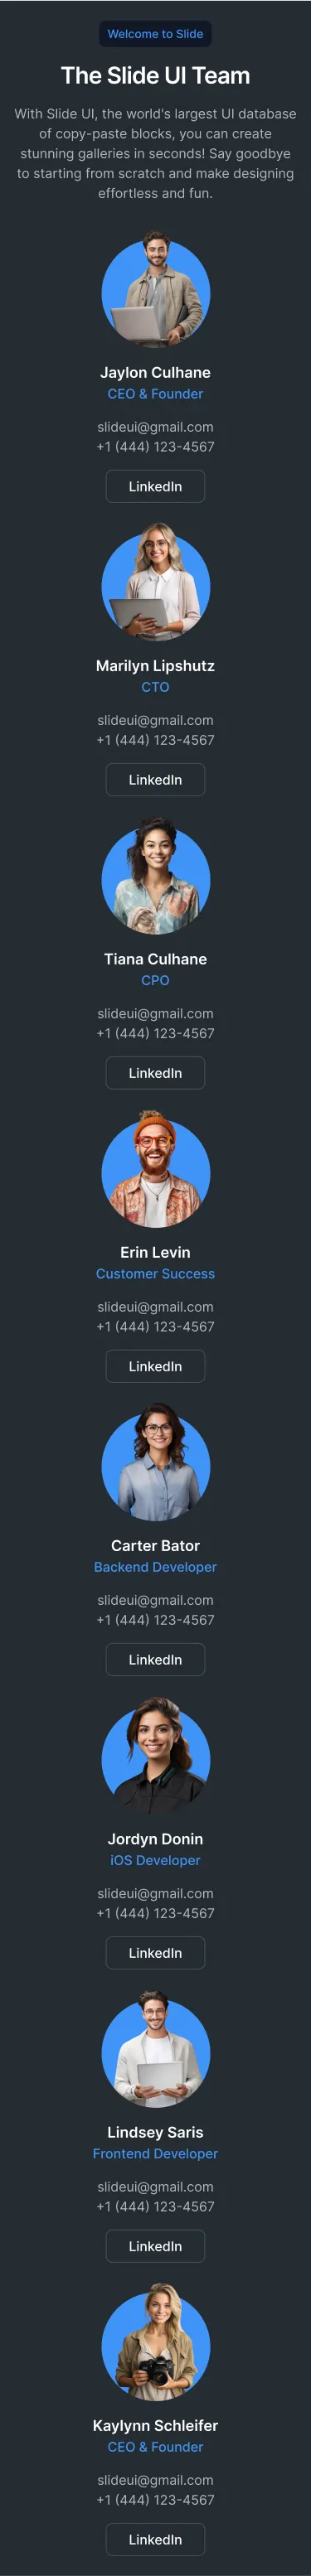 Welcome to Slide
The Slide UI Team
With Slide UI, the world's largest UI database
of copy-paste blocks, you can create
stunning galleries in seconds! Say goodbye
to starting from scratch and make designing
effortless and fun.
Jaylon Culhane
CEO & Founder
slideui@gmail.com
+1 (444) 123-4567
LinkedIn
Marilyn Lipshutz
CTO
slideui@gmail.com
+1 (444) 123-4567
LinkedIn
Tiana Culhane
CPO
slideui@gmail.com
+1 (444) 123-4567
LinkedIn
Erin Levin
Customer Success
slideui@gmail.com
+1 (444) 123-4567
LinkedIn
Carter Bator
Backend Developer
slideui@gmail.com
+1 (444) 123-4567
LinkedIn
Jordyn Donin
iOS Developer
slideui@gmail.com
+1 (444) 123-4567
LinkedIn
Lindsey Saris
Frontend Developer
slideui@gmail.com
+1 (444) 123-4567
LinkedIn
Kaylynn Schleifer
CEO & Founder
slideui@gmail.com
+1 (444) 123-4567
LinkedIn